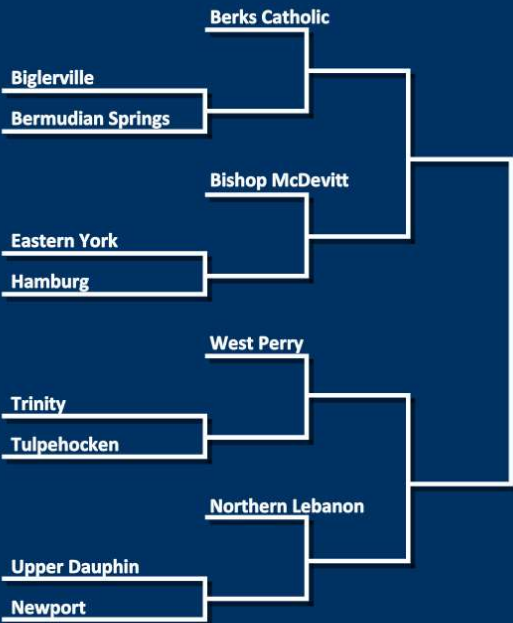 Berks Catholic
Biglerville
Bermudian Springs
Bishop McDevitt
Eastern York
Hamburg
West Perry
Trinity
Tulpehocken
Northern Lebanon
Upper Dauphin
Newport